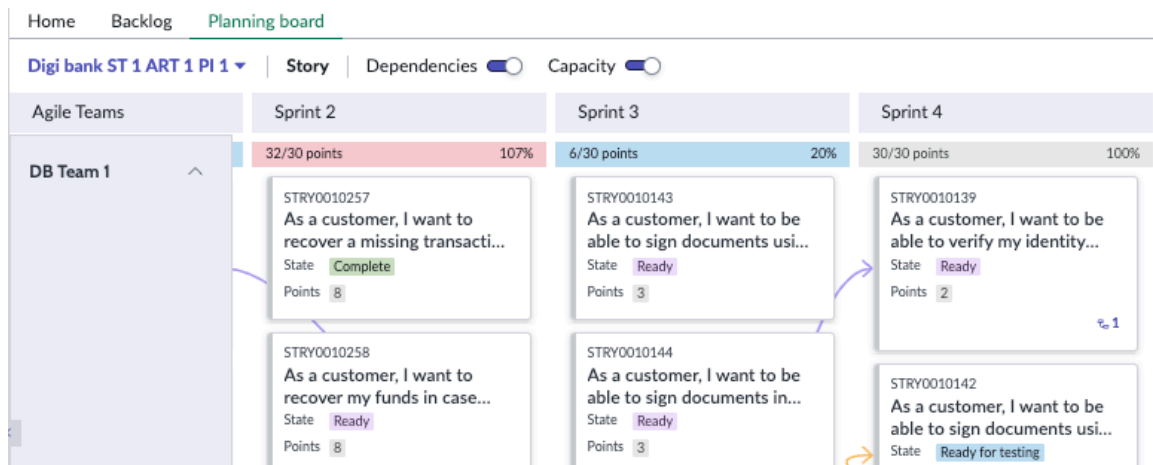 Home Backlog Planning board
Digi bank ST 1 ART 1 PI 1 Story Dependencies Capacity
Agile Teams Sprint 2 Sprint 3 Sprint 4
DB Team 1
32/30 points 107%
STRY0010257
As a customer, I want to
recover a missing transacti...
State Complete
Points 8
STRY0010258
As a customer, I want to
recover my funds in case...
State Ready
Points 8
6/30 points 20%
STRY0010143
As a customer, I want to be
able to sign documents usi...
State Ready
Points 3
STRY0010144
As a customer, I want to be
able to sign documents in...
State Ready
Points 3
30/30 points 100%
STRY0010139
As a customer, I want to be
able to verify my identity...
State Ready
Points 2
1
STRY0010142
As a customer, I want to be
able to sign documents usi...
State Ready for testing